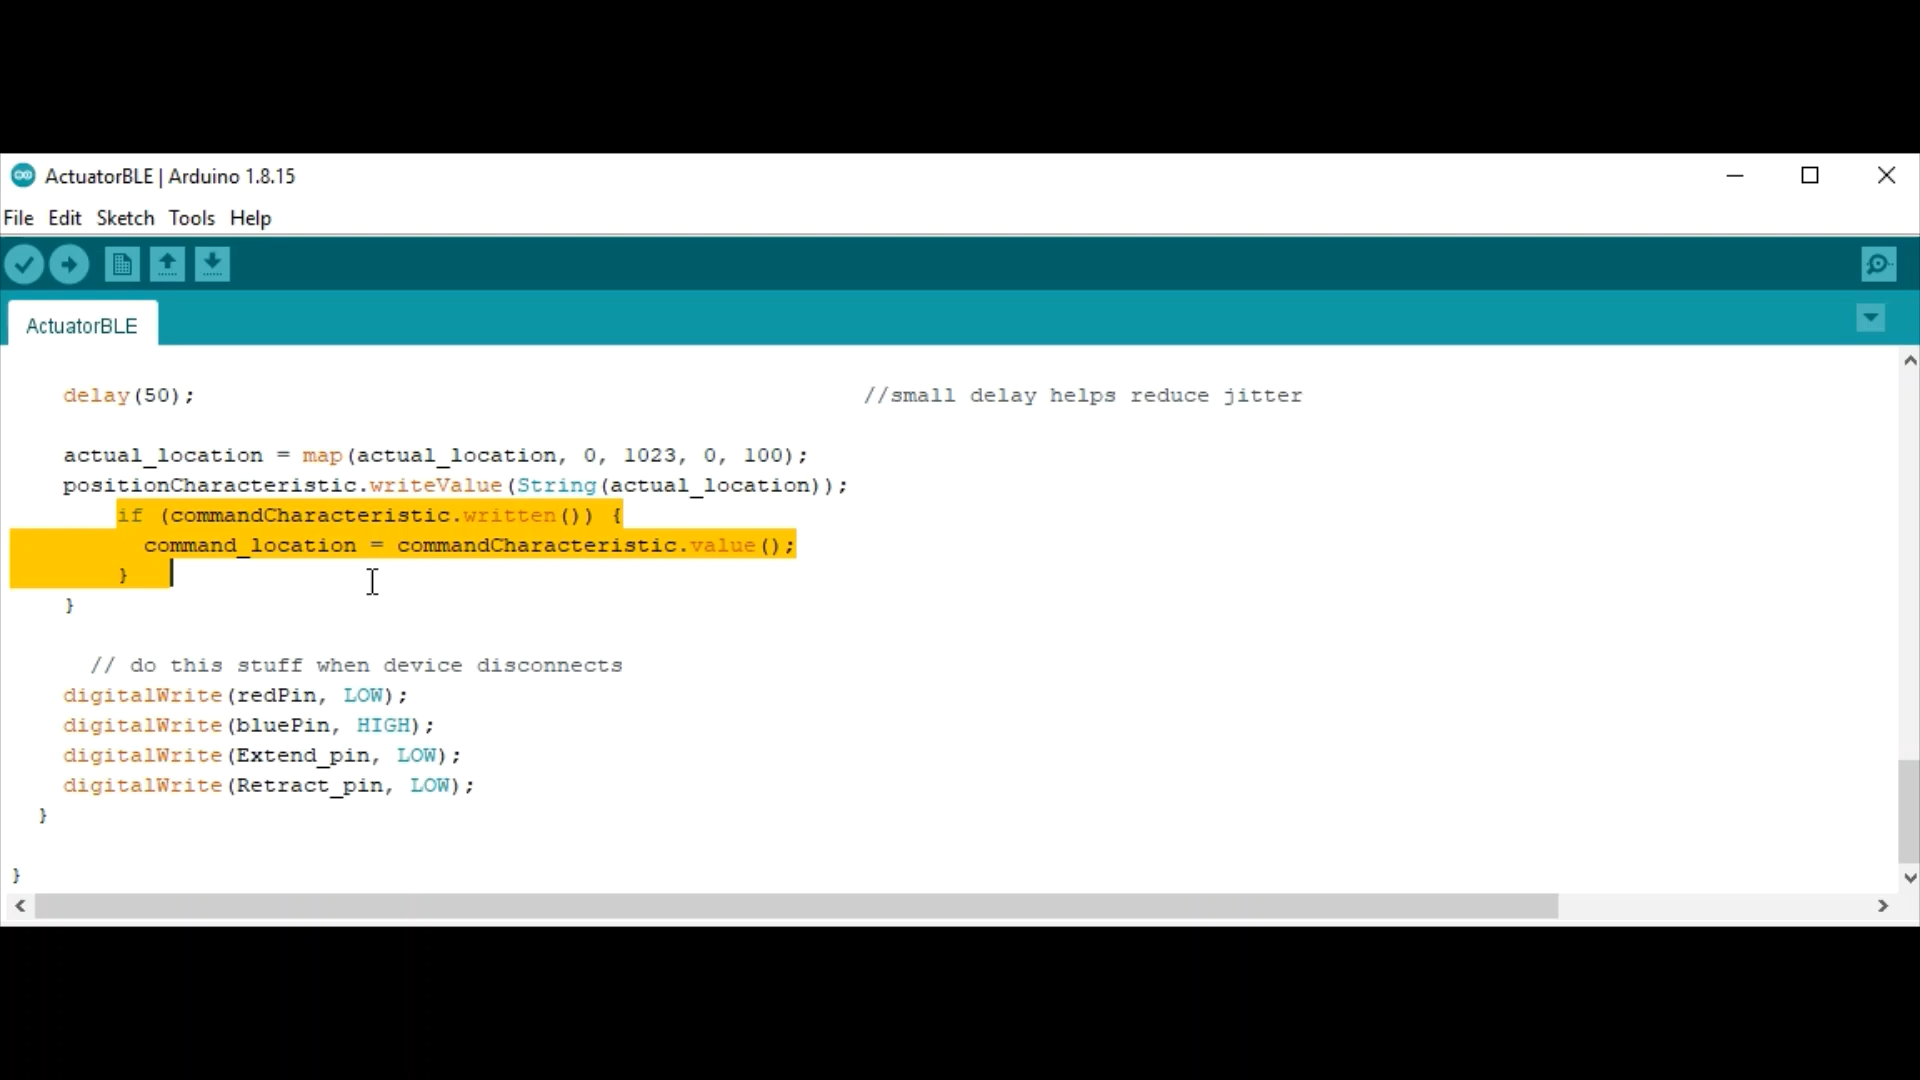 ActuatorBLE | Arduino 1.8.15
File Edit Sketch Tools Help
ActuatorBLE
delay(50); //small delay helps reduce jitter
actual_location = map(actual_location, 0, 1023, 0, 100);
positionCharacteristic.writeValue(String(actual_location));
if (commandCharacteristic.written()) {
command_location = commandCharacteristic.value();
}
}
// do this stuff when device disconnects
digitalWrite(redPin, LOW);
digitalWrite(bluePin, HIGH);
digitalWrite(Extend_pin, LOW);
digitalWrite(Retract_pin, LOW);
}
}